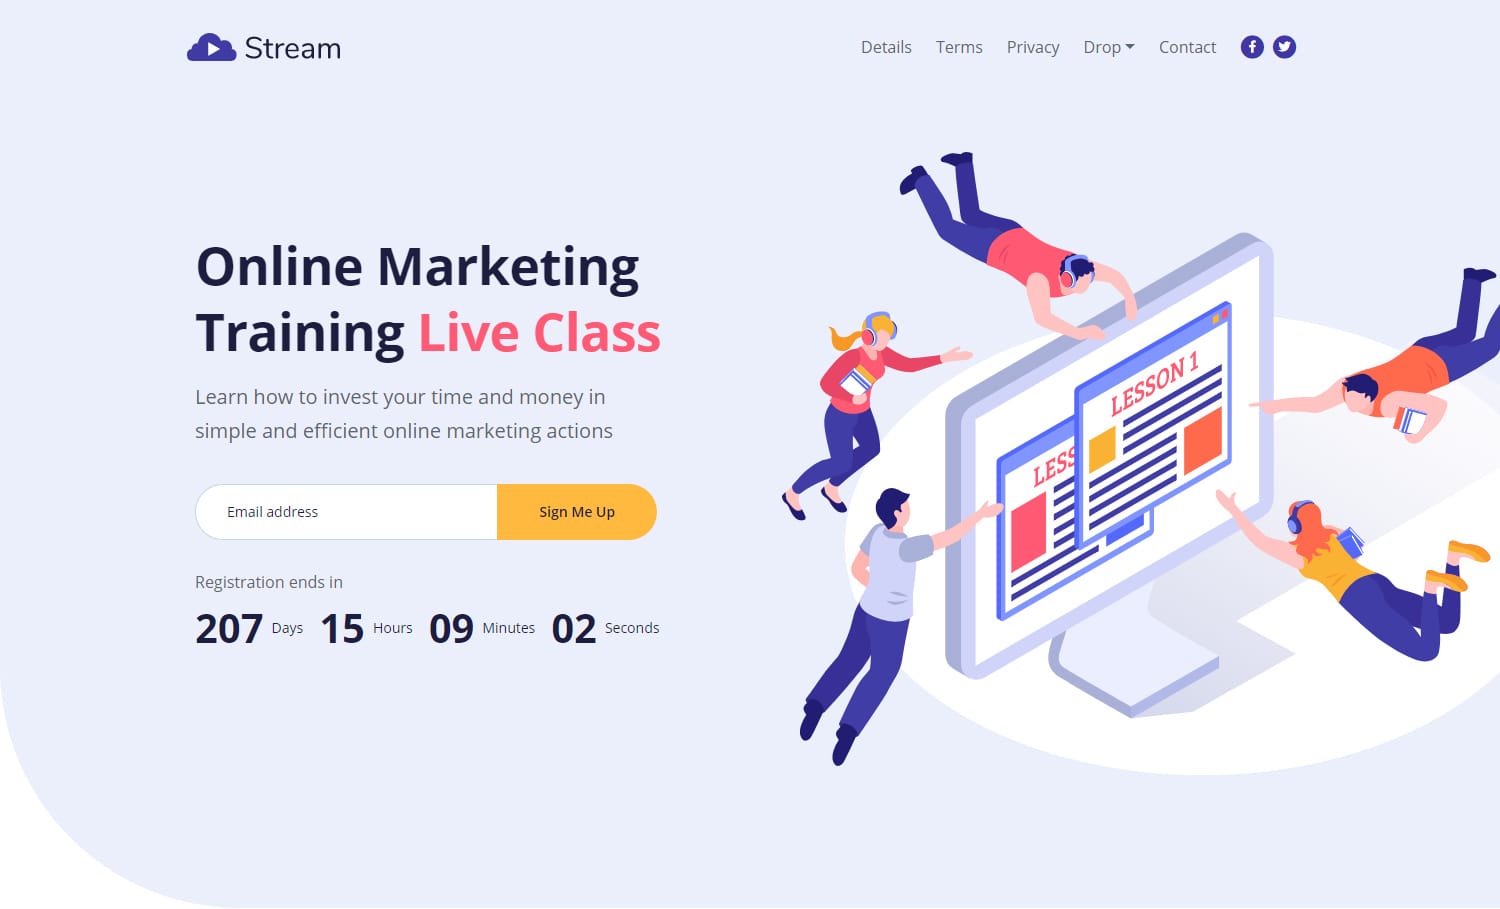 Stream
Details Terms Privacy Drop Contact
Online Marketing
Training Live Class
Learn how to invest your time and money in
simple and efficient online marketing actions
Email address Sign Me Up
Registration ends in
207 Days 15 Hours 09 Minutes 02 Seconds
LESSON 1
LESS